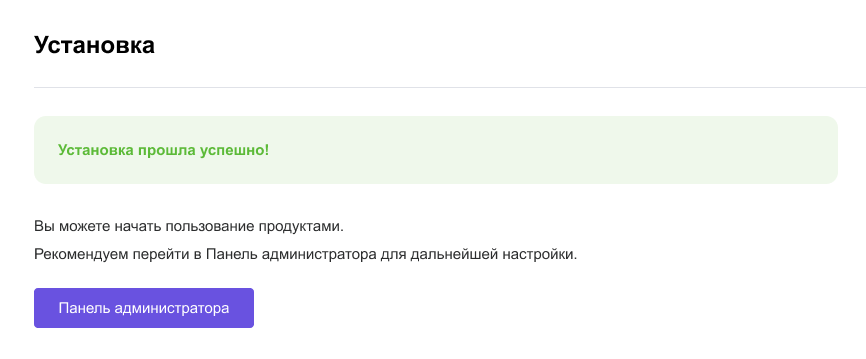 Установка
Установка прошла успешно!
Вы можете начать пользование продуктами.
Рекомендуем перейти в Панель администратора для дальнейшей настройки.
Панель администратора